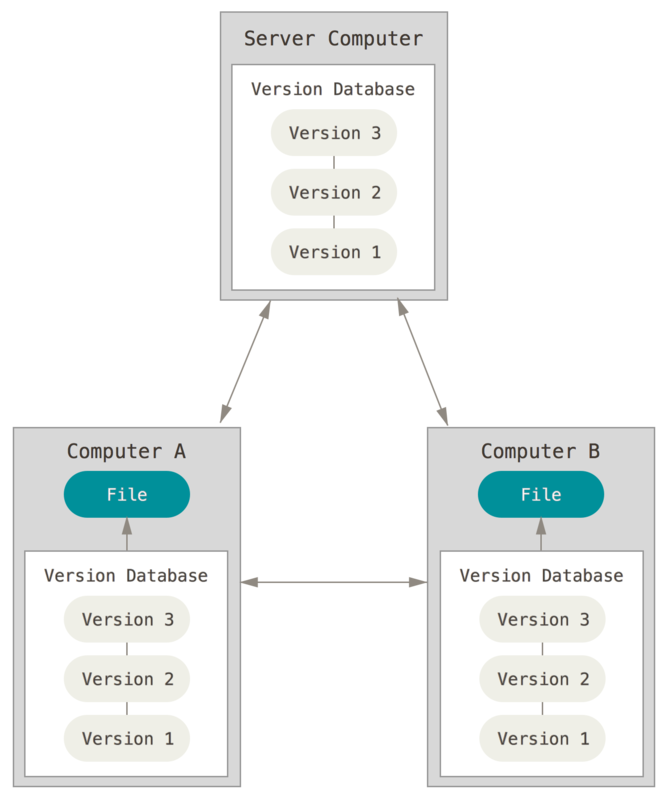 Server Computer
Version Database
Version 3
Version 2
Version 1
Computer A
File
Version Database
Version 3
Version 2
Version 1
Computer B
File
Version Database
Version 3
Version 2
Version 1